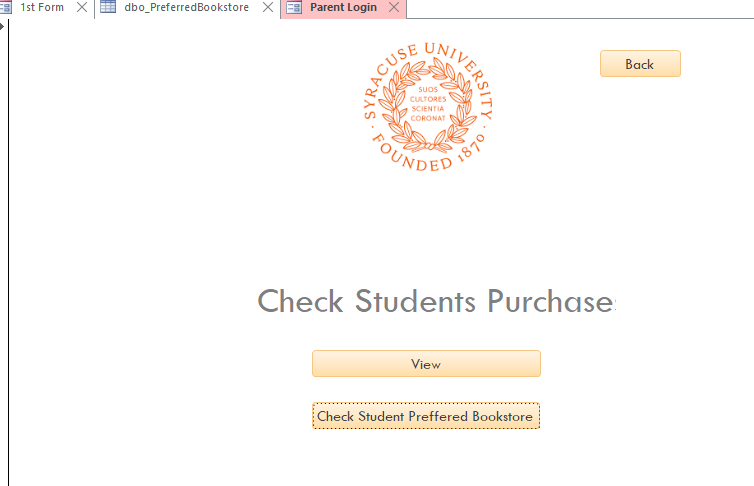 1st Form
dbo_PreferredBookstore
Parent Login
SYRACUSE UNIVERSITY
SUOS
CULTORES
SCIENTIA
CORONAT
· FOUNDED 1870 ·
Back
Check Students Purchases
View
Check Student Preffered Bookstore